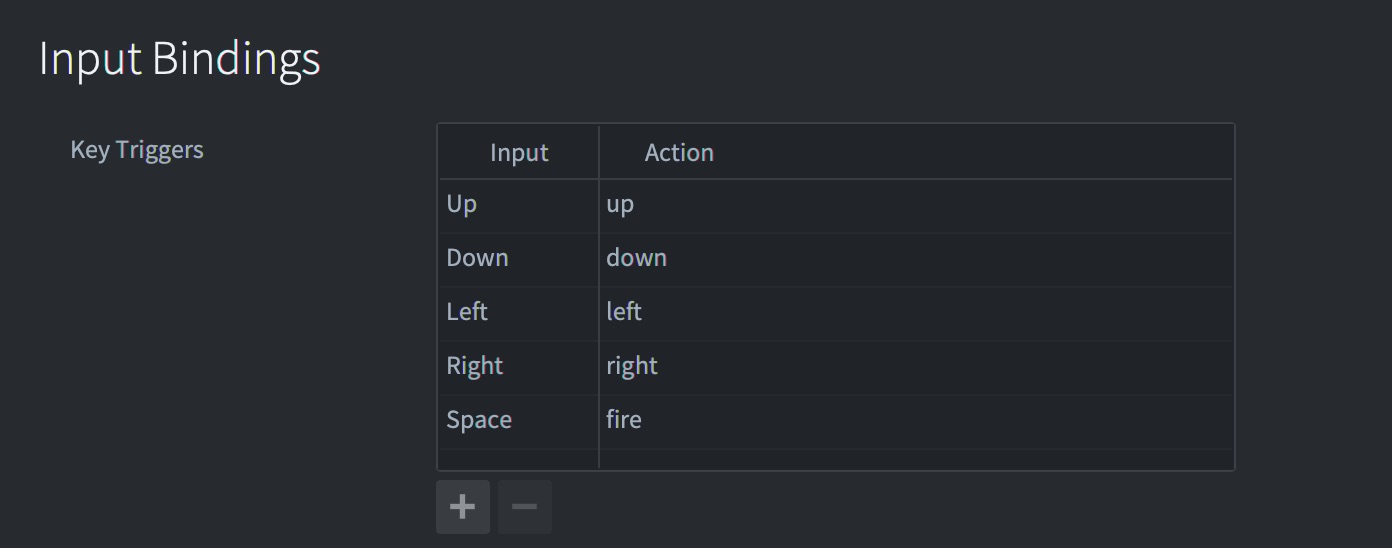 Input Bindings
Key Triggers
Input Action
Up up
Down down
Left left
Right right
Space fire